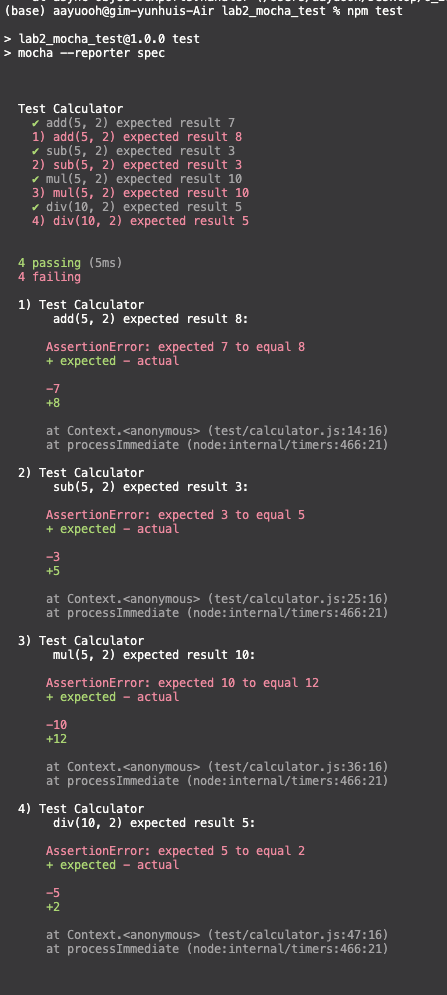 (base) aayuooh@gim-yunhuis-Air lab2_mocha_test % npm test
> lab2_mocha_test@1.0.0 test
> mocha --reporter spec
Test Calculator
✔ add(5, 2) expected result 7
1) add(5, 2) expected result 8
✔ sub(5, 2) expected result 3
2) sub(5, 2) expected result 3
✔ mul(5, 2) expected result 10
3) mul(5, 2) expected result 10
✔ div(10, 2) expected result 5
4) div(10, 2) expected result 5
4 passing (5ms)
4 failing
1) Test Calculator
add(5, 2) expected result 8:
AssertionError: expected 7 to equal 8
+ expected - actual
-7
+8
at Context.<anonymous> (test/calculator.js:14:16)
at processImmediate (node:internal/timers:466:21)
2) Test Calculator
sub(5, 2) expected result 3:
AssertionError: expected 3 to equal 5
+ expected - actual
-3
+5
at Context.<anonymous> (test/calculator.js:25:16)
at processImmediate (node:internal/timers:466:21)
3) Test Calculator
mul(5, 2) expected result 10:
AssertionError: expected 10 to equal 12
+ expected - actual
-10
+12
at Context.<anonymous> (test/calculator.js:36:16)
at processImmediate (node:internal/timers:466:21)
4) Test Calculator
div(10, 2) expected result 5:
AssertionError: expected 5 to equal 2
+ expected - actual
-5
+2
at Context.<anonymous> (test/calculator.js:47:16)
at processImmediate (node:internal/timers:466:21)